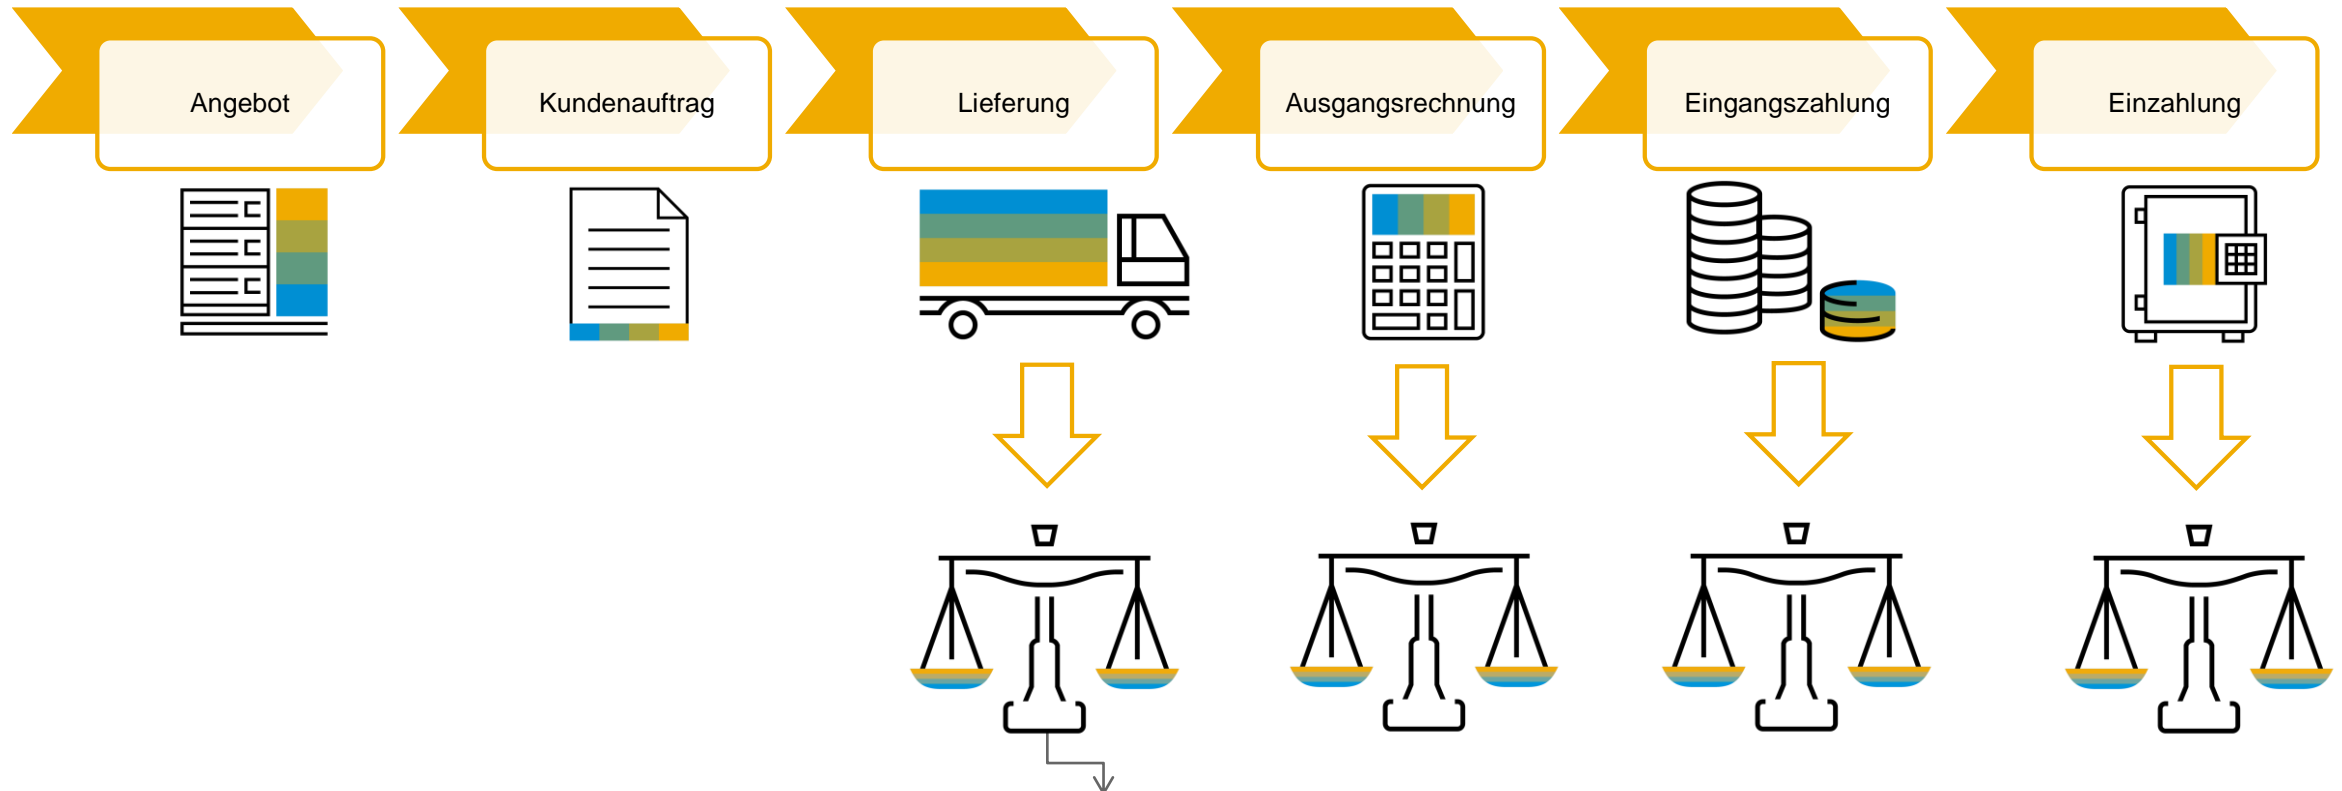 Angebot
Kundenauftrag
Lieferung
Ausgangsrechnung
Eingangszahlung
Einzahlung